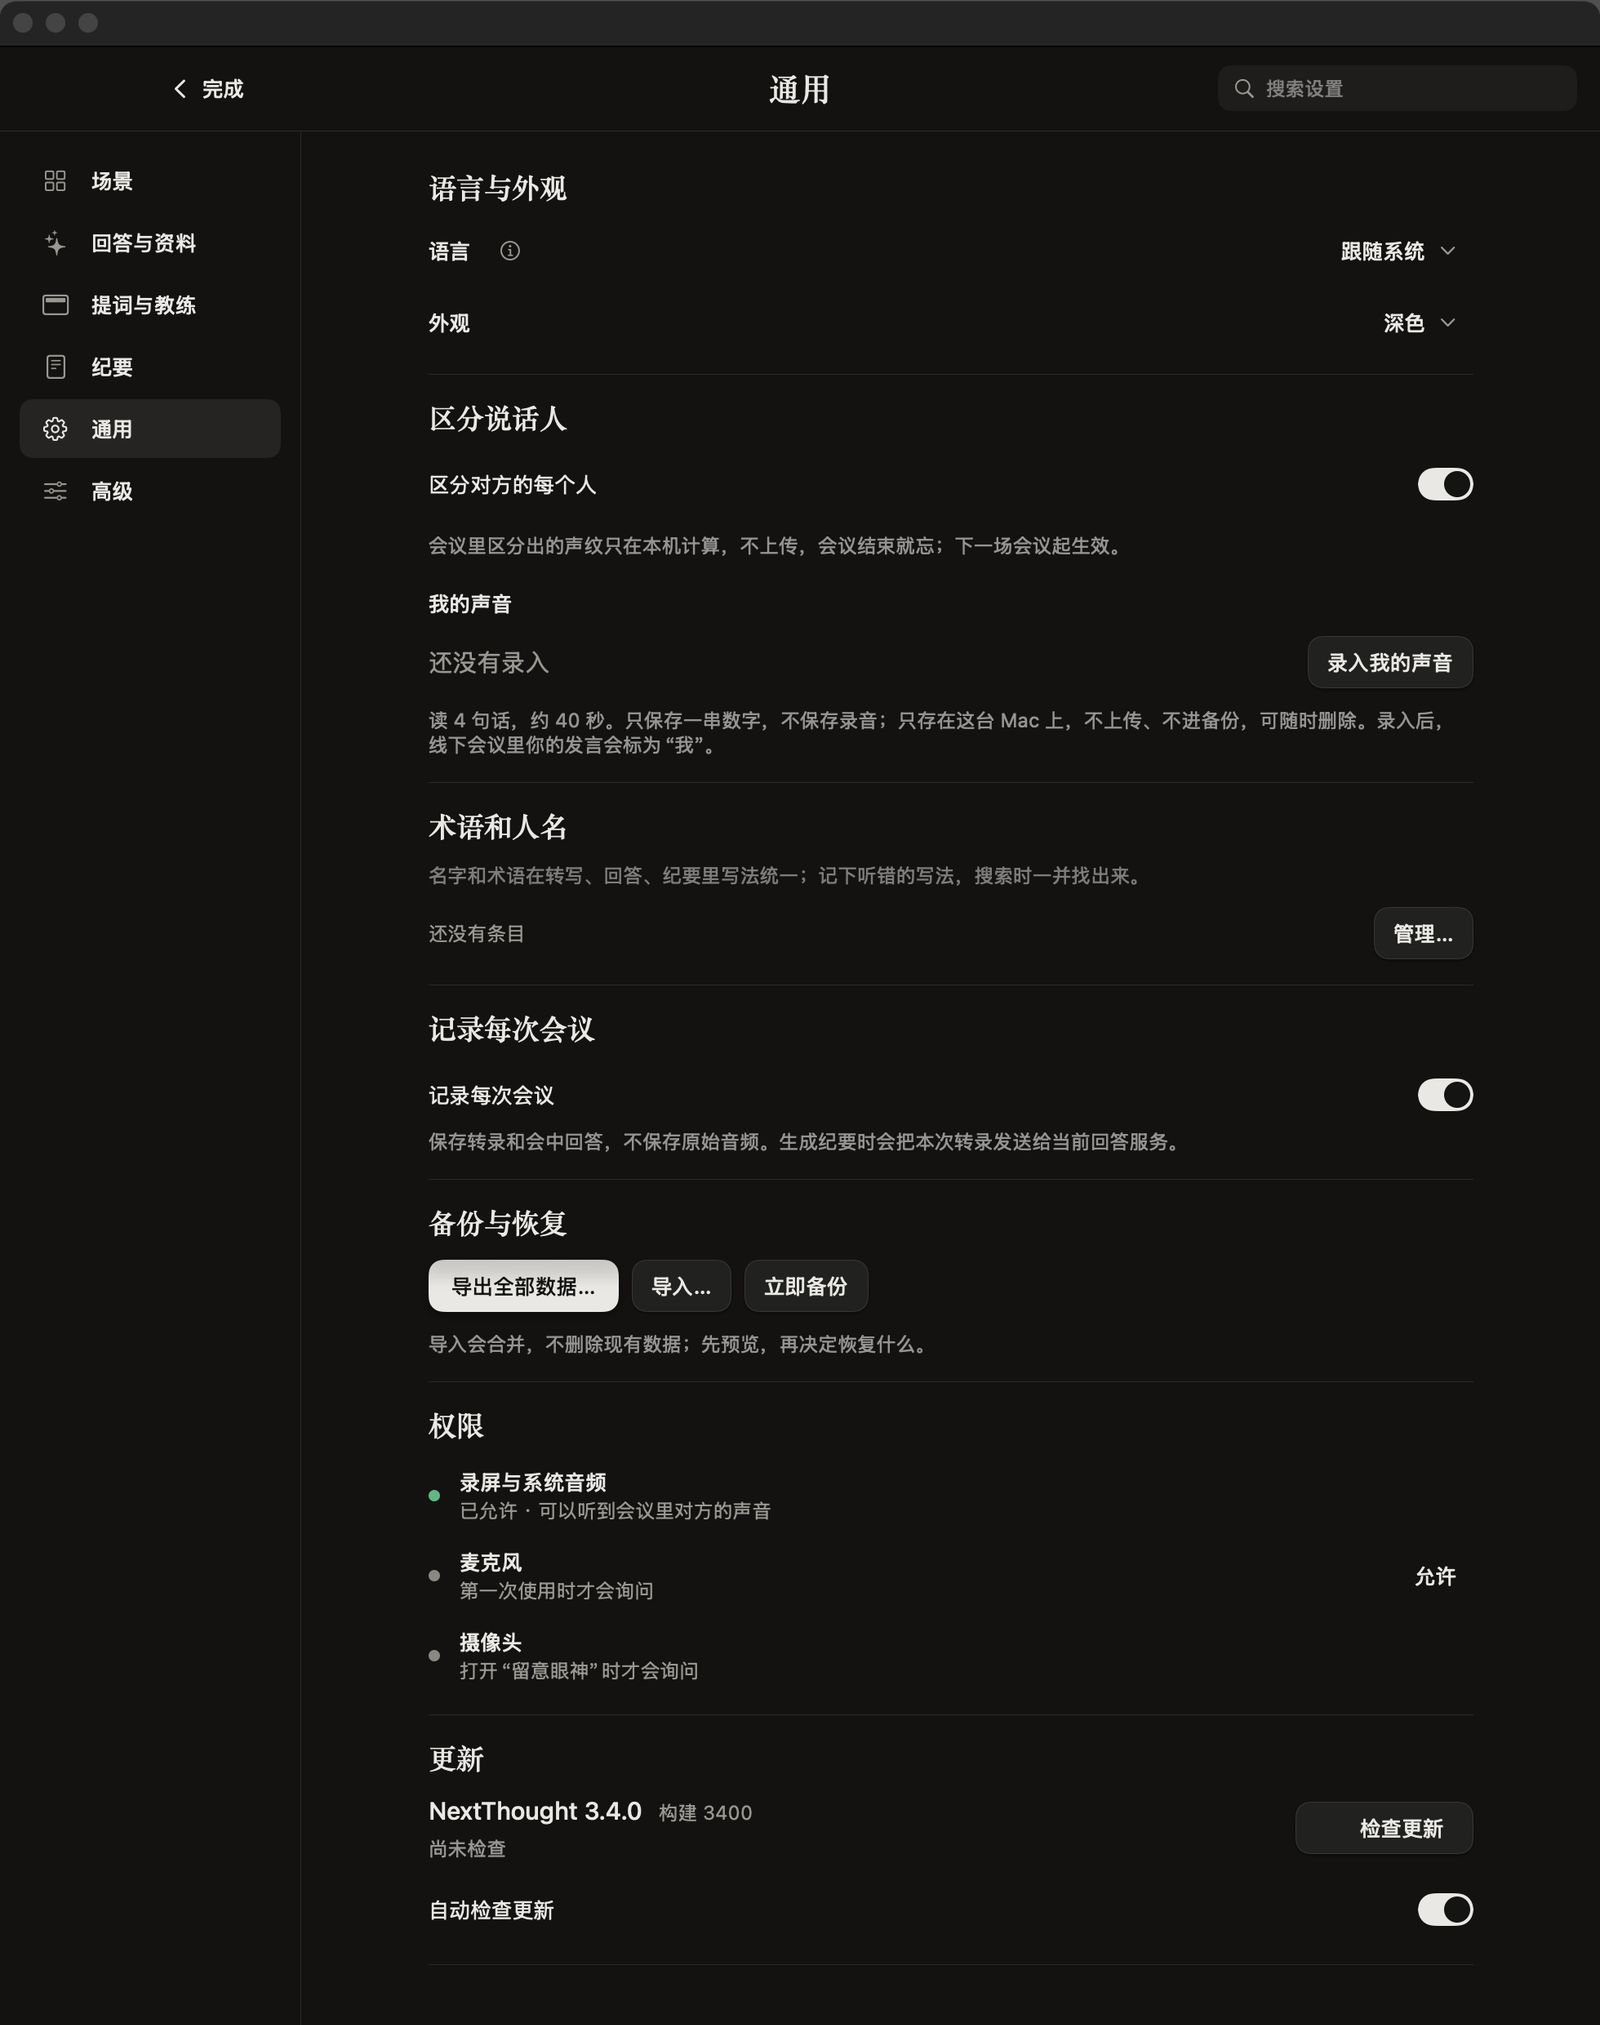 完成
通用
搜索设置
场景
回答与资料
提词与教练
纪要
通用
高级
语言与外观
语言
跟随系统
外观
深色
区分说话人
区分对方的每个人
会议里区分出的声纹只在本机计算，不上传，会议结束就忘；下一场会议起生效。
我的声音
还没有录入
录入我的声音
读 4 句话，约 40 秒。只保存一串数字，不保存录音；只存在这台 Mac 上，不上传、不进备份，可随时删除。录入后，
线下会议里你的发言会标为 “我”。
术语和人名
名字和术语在转写、回答、纪要里写法统一；记下听错的写法，搜索时一并找出来。
还没有条目
管理...
记录每次会议
记录每次会议
保存转录和会中回答，不保存原始音频。生成纪要时会把本次转录发送给当前回答服务。
备份与恢复
导出全部数据...
导入...
立即备份
导入会合并，不删除现有数据；先预览，再决定恢复什么。
权限
录屏与系统音频
已允许 · 可以听到会议里对方的声音
麦克风
第一次使用时才会询问
允许
摄像头
打开 “留意眼神” 时才会询问
更新
NextThought 3.4.0 构建 3400
尚未检查
检查更新
自动检查更新